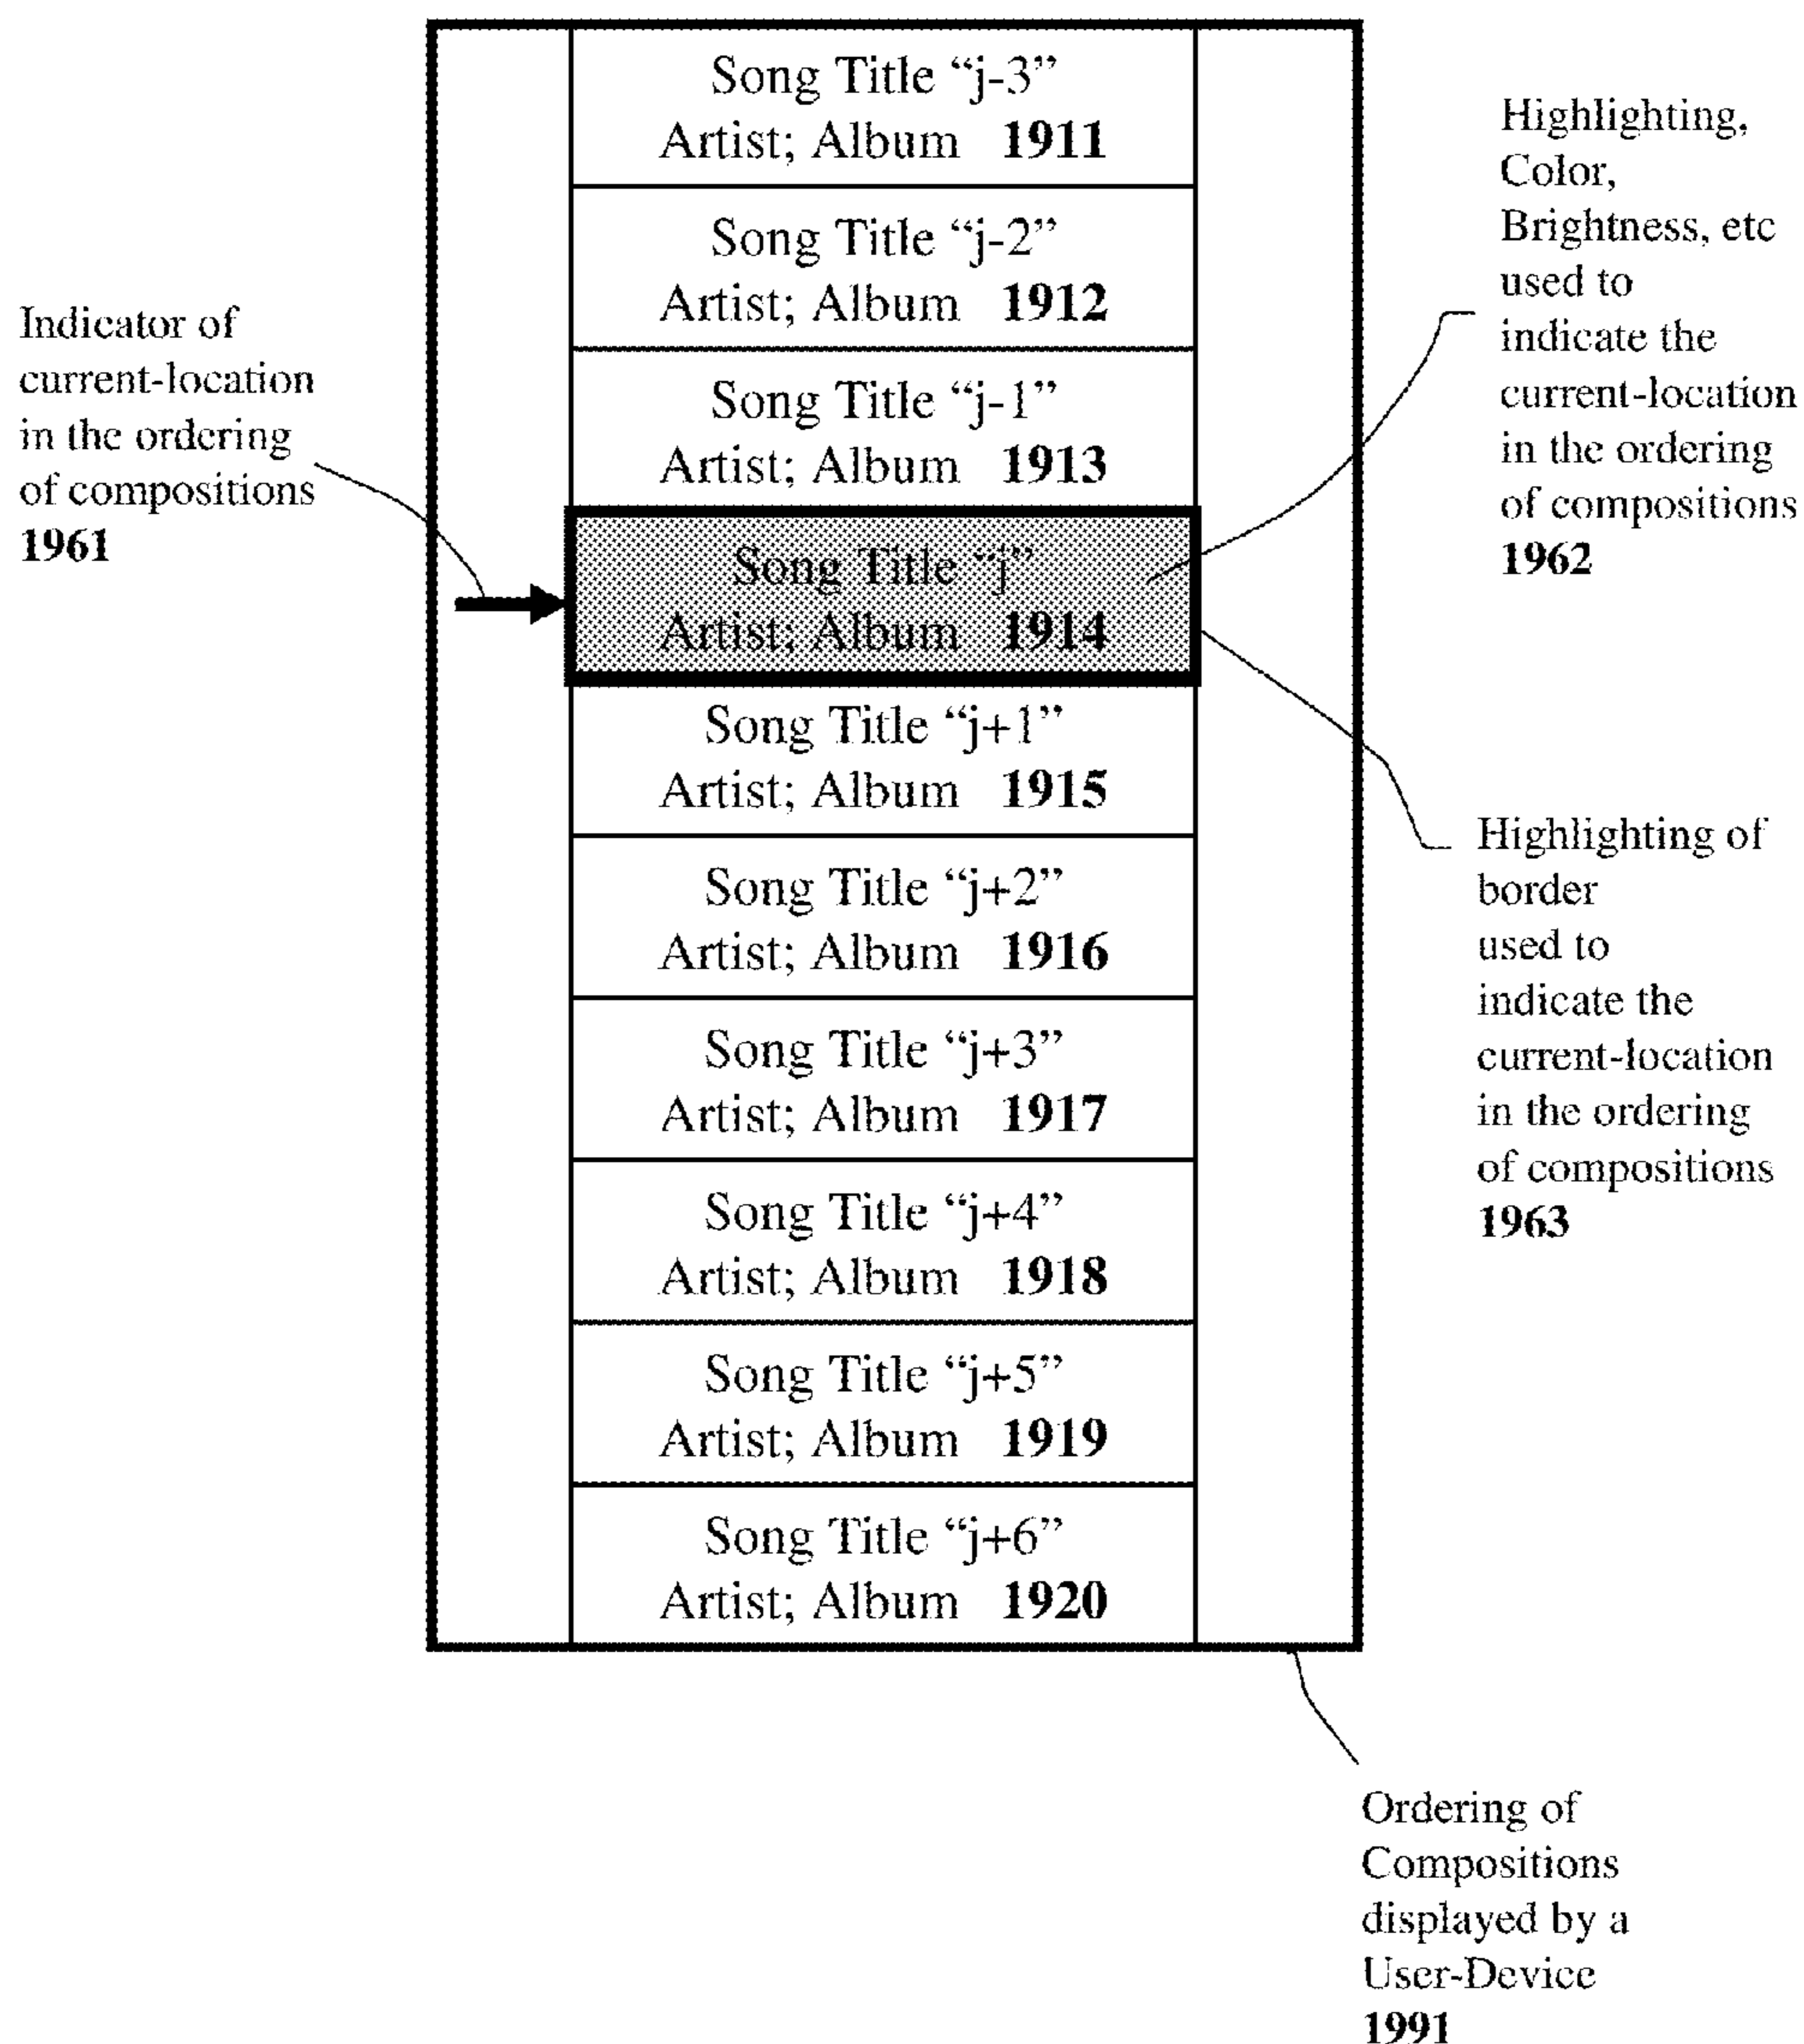 Song Title “j-3”
Artist; Album 1911
Song Title “j-2”
Artist; Album 1912
Song Title “j-1”
Artist; Album 1913
Song Title “j”
Artist; Album 1914
Song Title “j+1”
Artist; Album 1915
Song Title “j+2”
Artist; Album 1916
Song Title “j+3”
Artist; Album 1917
Song Title “j+4”
Artist; Album 1918
Song Title “j+5”
Artist; Album 1919
Song Title “j+6”
Artist; Album 1920
Indicator of
current-location
in the ordering
of compositions
1961
Highlighting,
Color,
Brightness, etc
used to
indicate the
current-location
in the ordering
of compositions
1962
Highlighting of
border
used to
indicate the
current-location
in the ordering
of compositions
1963
Ordering of
Compositions
displayed by a
User-Device
1991